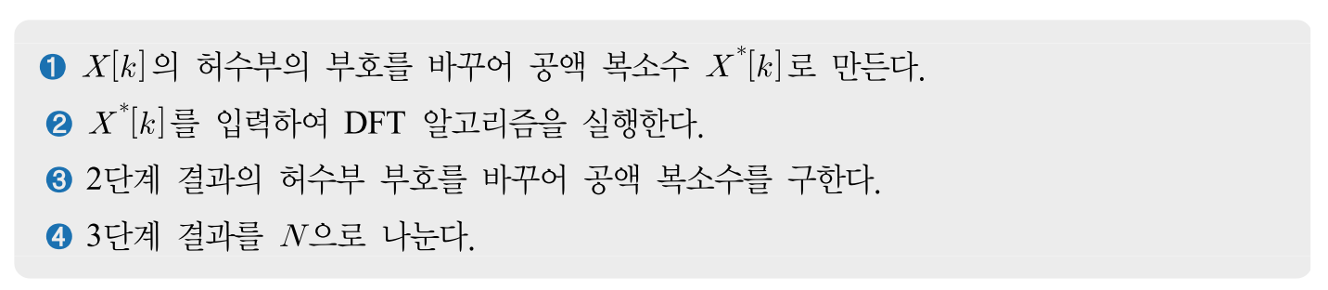 ❶ X[k]의 허수부의 부호를 바꾸어 공액 복소수 X*[k]로 만든다.
❷ X*[k]를 입력하여 DFT 알고리즘을 실행한다.
❸ 2단계 결과의 허수부 부호를 바꾸어 공액 복소수를 구한다.
❹ 3단계 결과를 N으로 나눈다.